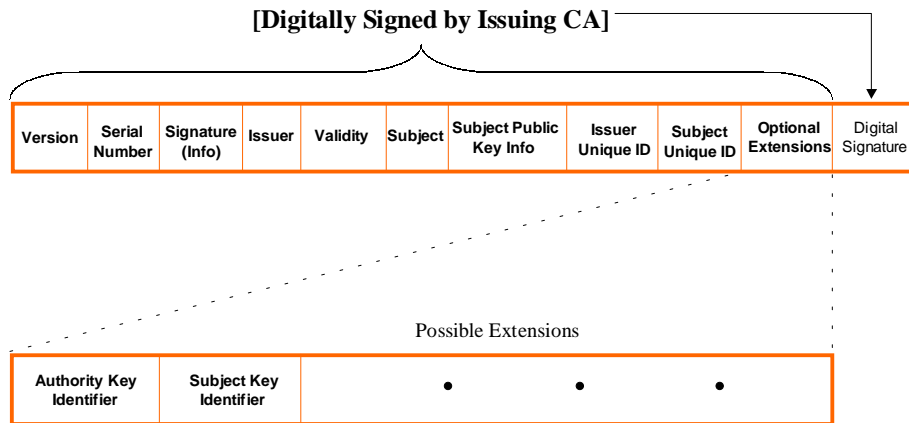 [Digitally Signed by Issuing CA]
Version
Serial
Number
Signature
(Info)
Issuer
Validity
Subject
Subject Public
Key Info
Issuer
Unique ID
Subject
Unique ID
Optional
Extensions
Digital
Signature
Possible Extensions
Authority Key
Identifier
Subject Key
Identifier